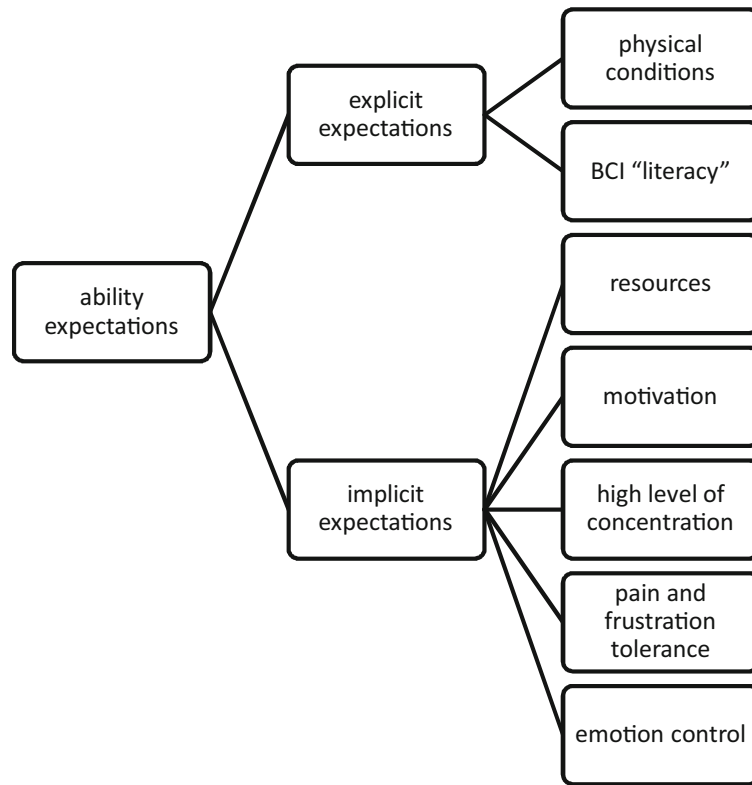 physical
conditions
explicit
expectations
BCI “literacy”
resources
ability
expectations
motivation
implicit
expectations
high level of
concentration
pain and
frustration
tolerance
emotion control